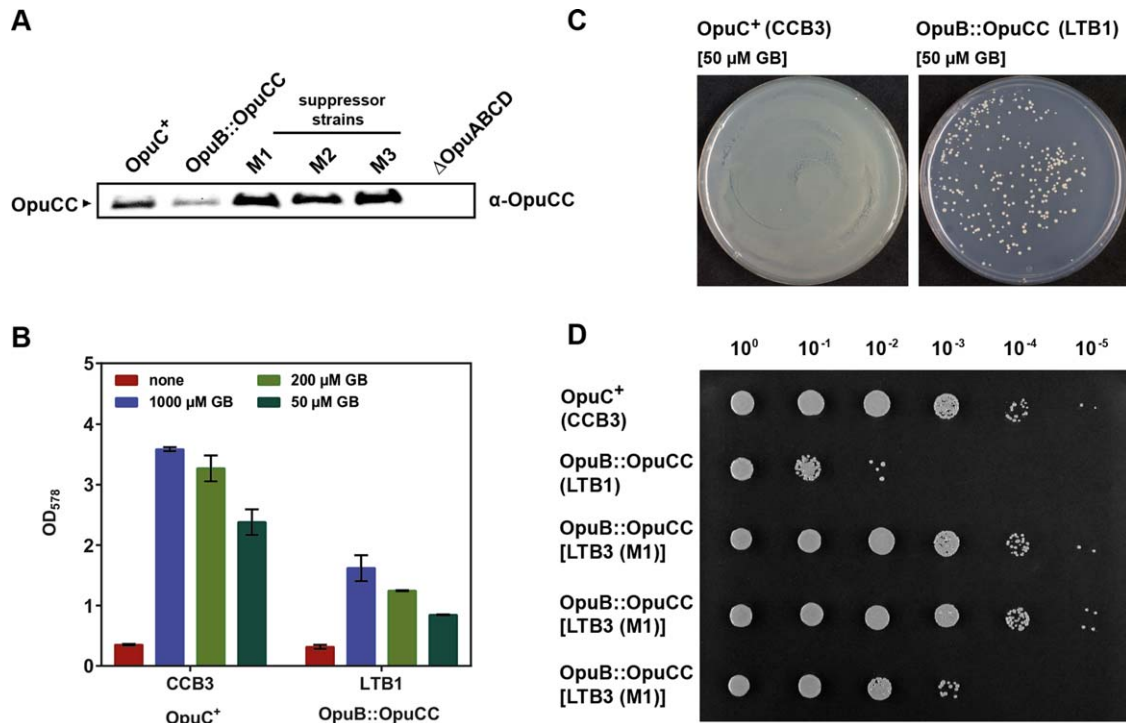 A
OpuC⁺
OpuB::OpuCC
M1
M2
M3
suppressor
strains
ΔOpuABCD
OpuCC
α-OpuCC
B
OD₅₇₈
5
4
3
2
1
0
none
1000 µM GB
200 µM GB
50 µM GB
CCB3
LTB1
OpuC⁺
OpuB::OpuCC
C
OpuC⁺ (CCB3)
[50 µM GB]
OpuB::OpuCC (LTB1)
[50 µM GB]
D
10⁰ 10⁻¹ 10⁻² 10⁻³ 10⁻⁴ 10⁻⁵
OpuC⁺
(CCB3)
OpuB::OpuCC
(LTB1)
OpuB::OpuCC
[LTB3 (M1)]
OpuB::OpuCC
[LTB3 (M1)]
OpuB::OpuCC
[LTB3 (M1)]